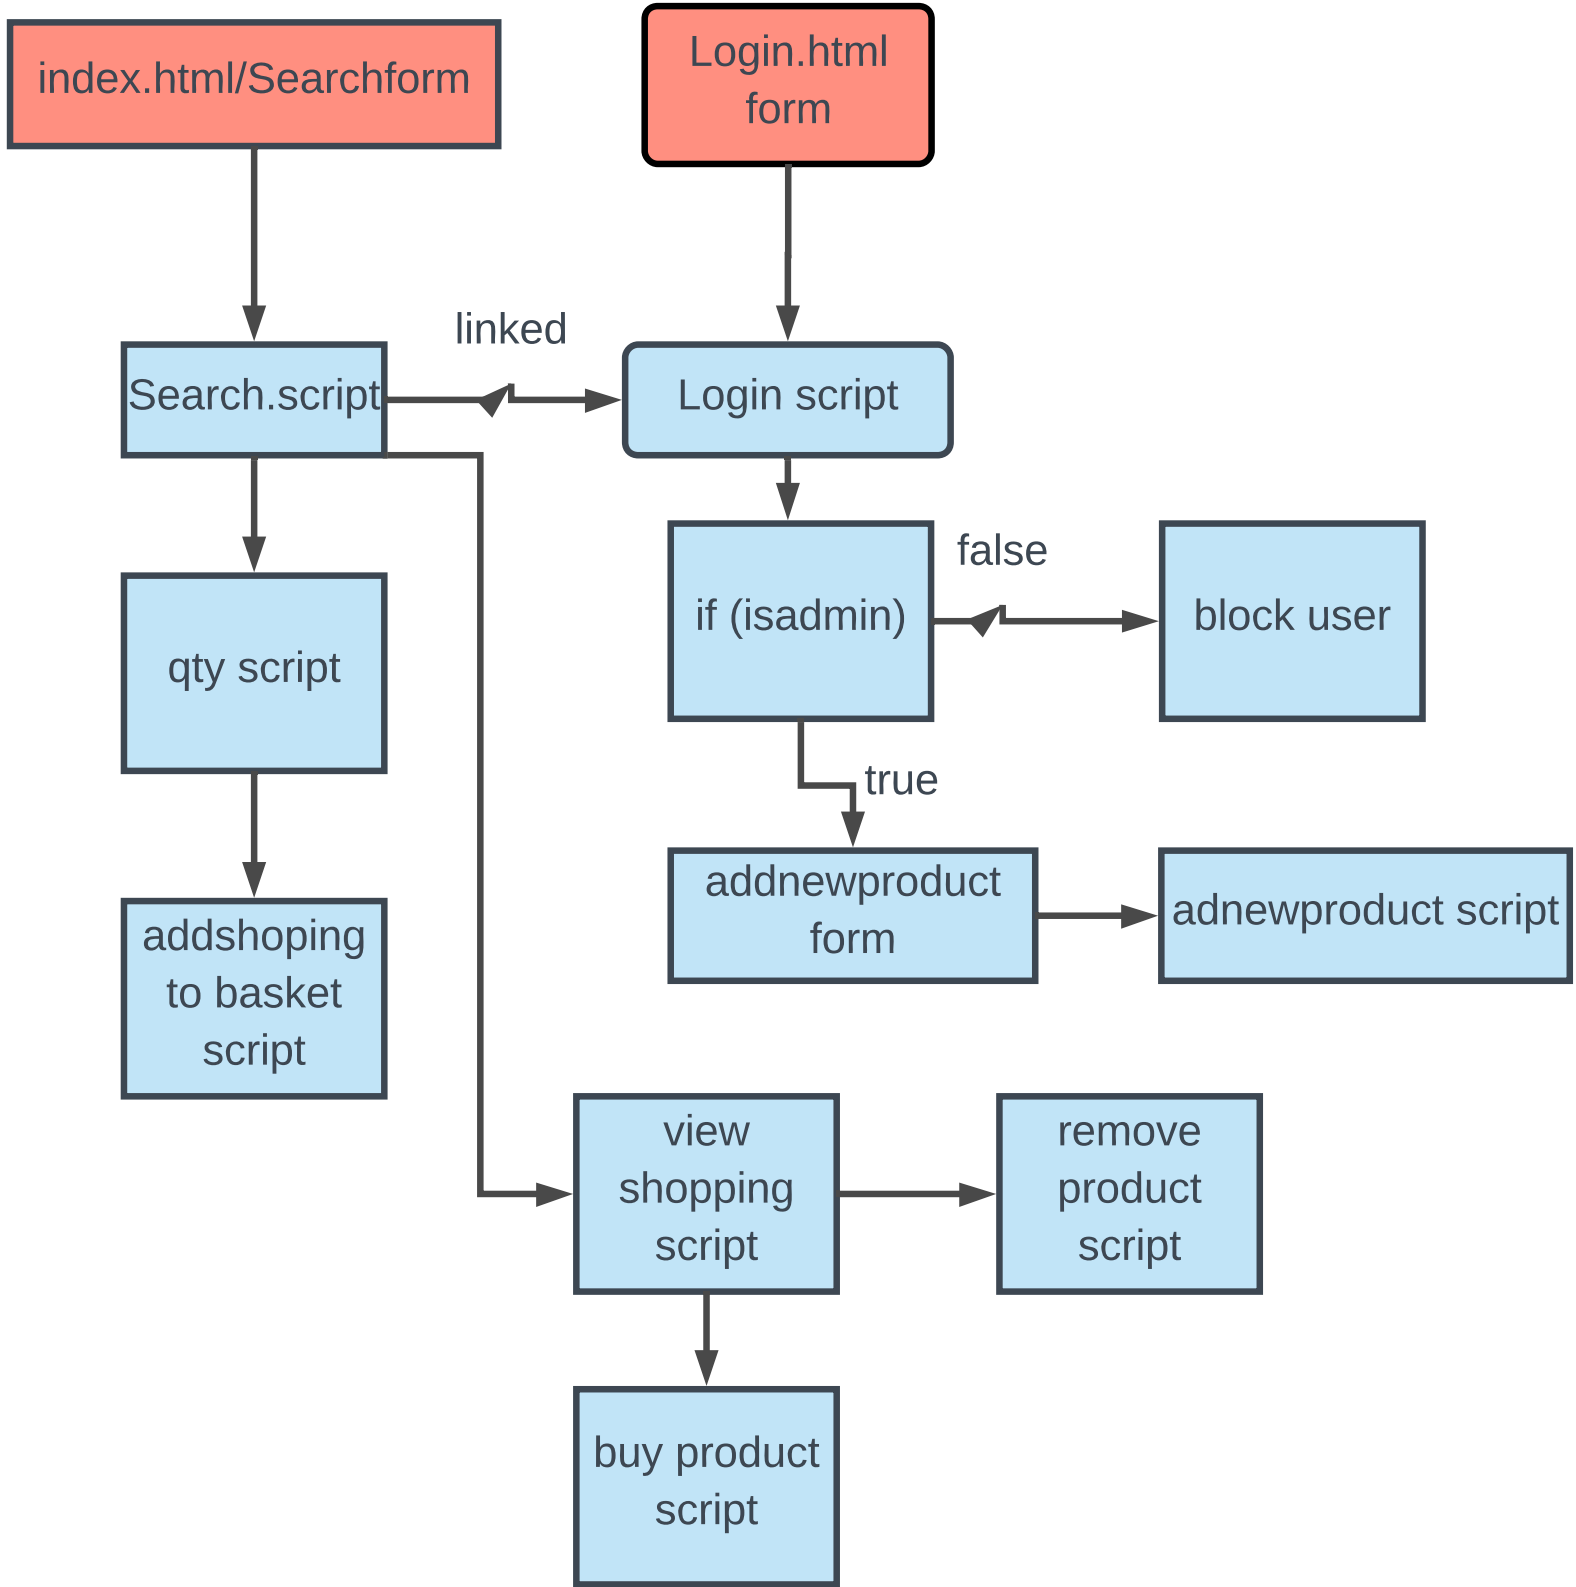 index.html/Searchform
Login.html
form
linked
Search.script
Login script
false
if (isadmin)
block user
qty script
true
addnewproduct
form
adnewproduct script
addshoping
to basket
script
view
shopping
script
remove
product
script
buy product
script